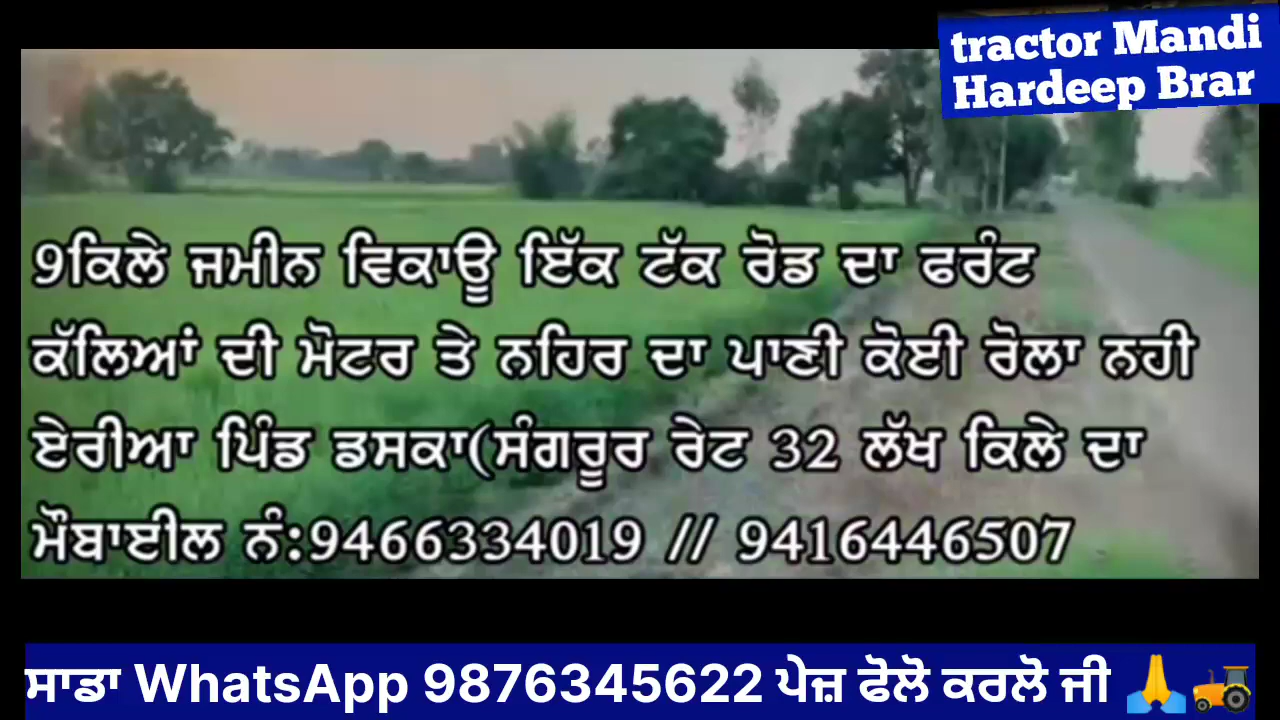 tractor Mandi
Hardeep Brar
9ਕਿਲੇ ਜਮੀਨ ਵਿਕਾਊ ਇੱਕ ਟੱਕ ਰੋਡ ਦਾ ਫਰੰਟ
ਕੱਲਿਆਂ ਦੀ ਮੋਟਰ ਤੇ ਨਹਿਰ ਦਾ ਪਾਣੀ ਕੋਈ ਰੋਲਾ ਨਹੀ
ਏਰੀਆ ਪਿੰਡ ਡਸਕਾ(ਸੰਗਰੂਰ ਰੇਟ 32 ਲੱਖ ਕਿਲੇ ਦਾ
ਮੌਬਾਈਲ ਨੰ:9466334019 // 9416446507
ਸਾਡਾ WhatsApp 9876345622 ਪੇਜ਼ ਫੋਲੋ ਕਰਲੋ ਜੀ 🙏🚜